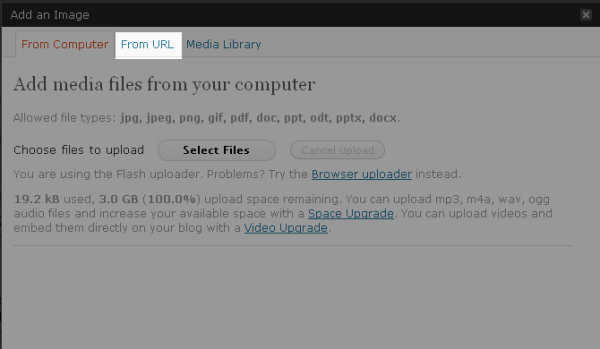 Add an Image
From Computer From URL Media Library
Add media files from your computer
Allowed file types: jpg, jpeg, png, gif, pdf, doc, ppt, odt, pptx, docx.
Choose files to upload Select Files Cancel Upload
You are using the Flash uploader. Problems? Try the Browser uploader instead.
19.2 kB used, 3.0 GB (100.0%) upload space remaining. You can upload mp3, m4a, wav, ogg
audio files and increase your available space with a Space Upgrade. You can upload videos and
embed them directly on your blog with a Video Upgrade.